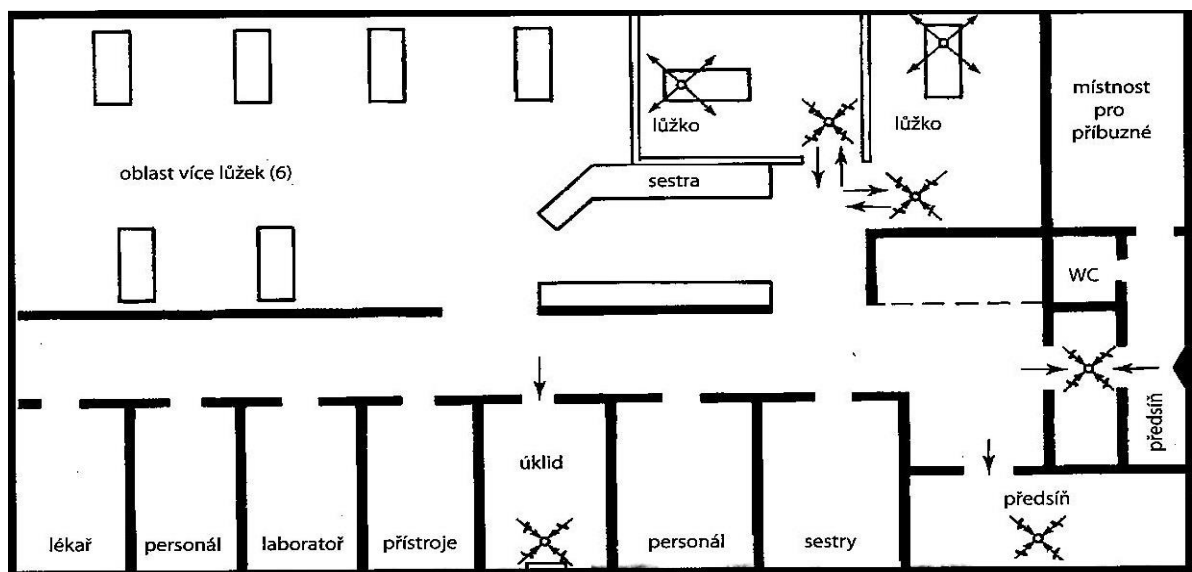 lůžko
lůžko
místnost
pro
příbuzné
oblast více lůžek (6)
sestra
WC
předsíň
úklid
předsíň
lékař
personál
laboratoř
přístroje
personál
sestry